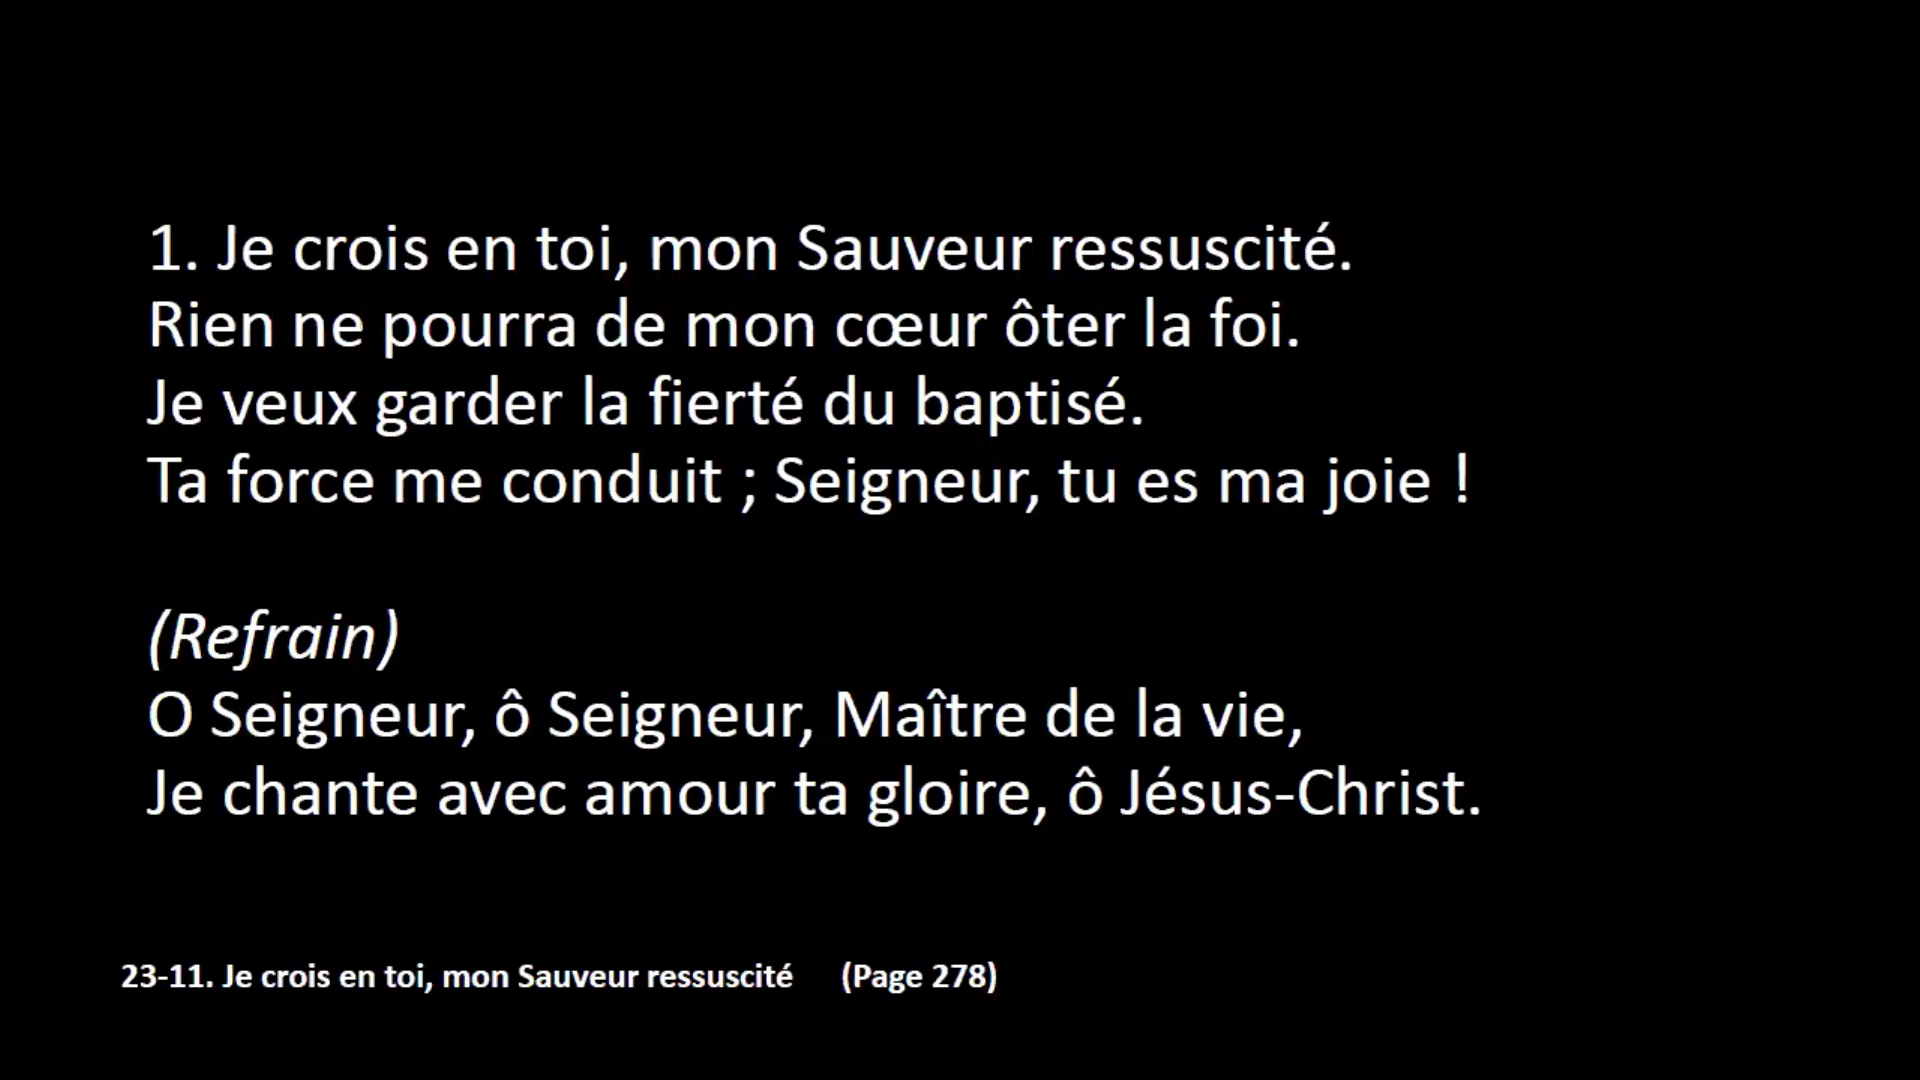 1. Je crois en toi, mon Sauveur ressuscité.
Rien ne pourra de mon cœur ôter la foi.
Je veux garder la fierté du baptisé.
Ta force me conduit ; Seigneur, tu es ma joie !
(Refrain)
O Seigneur, ô Seigneur, Maître de la vie,
Je chante avec amour ta gloire, ô Jésus-Christ.
23-11. Je crois en toi, mon Sauveur ressuscité (Page 278)